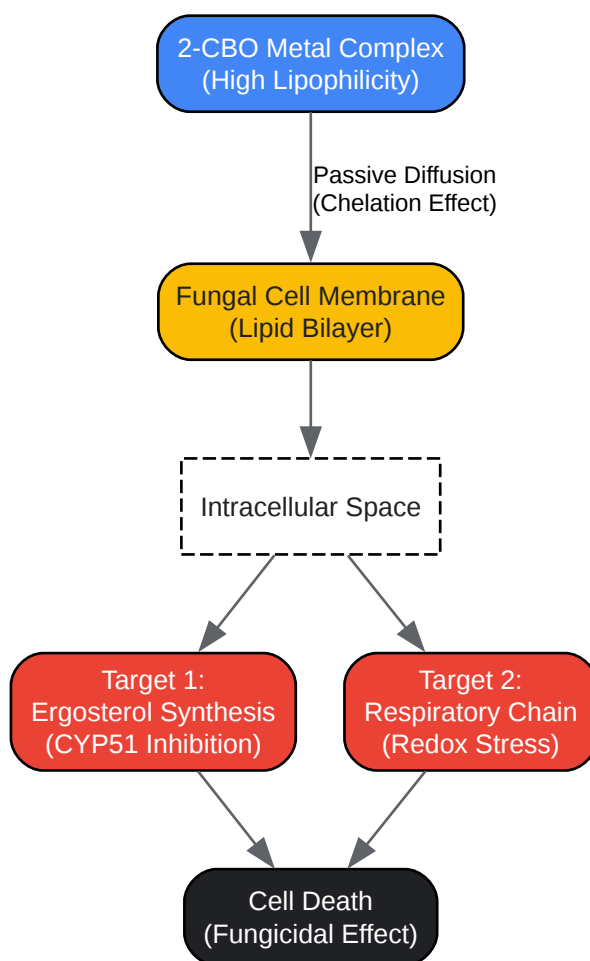 2-CBO Metal Complex
(High Lipophilicity)
Passive Diffusion
(Chelation Effect)
Fungal Cell Membrane
(Lipid Bilayer)
Intracellular Space
Target 1:
Ergosterol Synthesis
(CYP51 Inhibition)
Target 2:
Respiratory Chain
(Redox Stress)
Cell Death
(Fungicidal Effect)